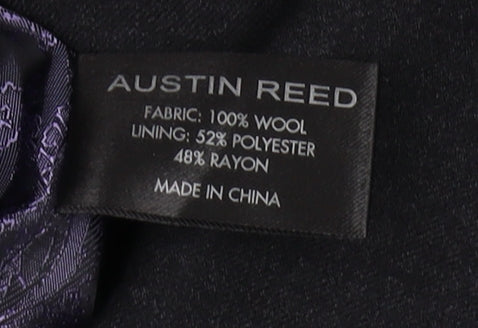 AUSTIN REED
FABRIC: 100% WOOL
LINING: 52% POLYESTER
48% RAYON
MADE IN CHINA